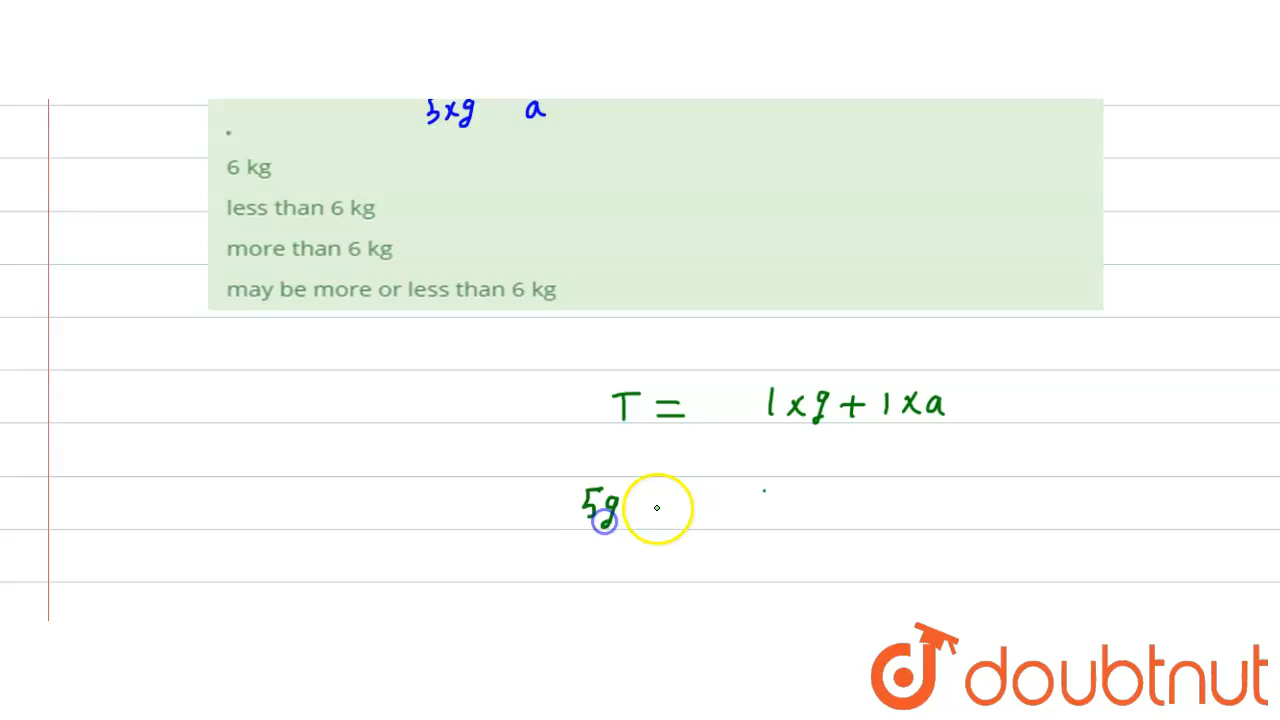 5xg a
.
6 kg
less than 6 kg
more than 6 kg
may be more or less than 6 kg
T = 1xg + 1xa
5g
doubtnut